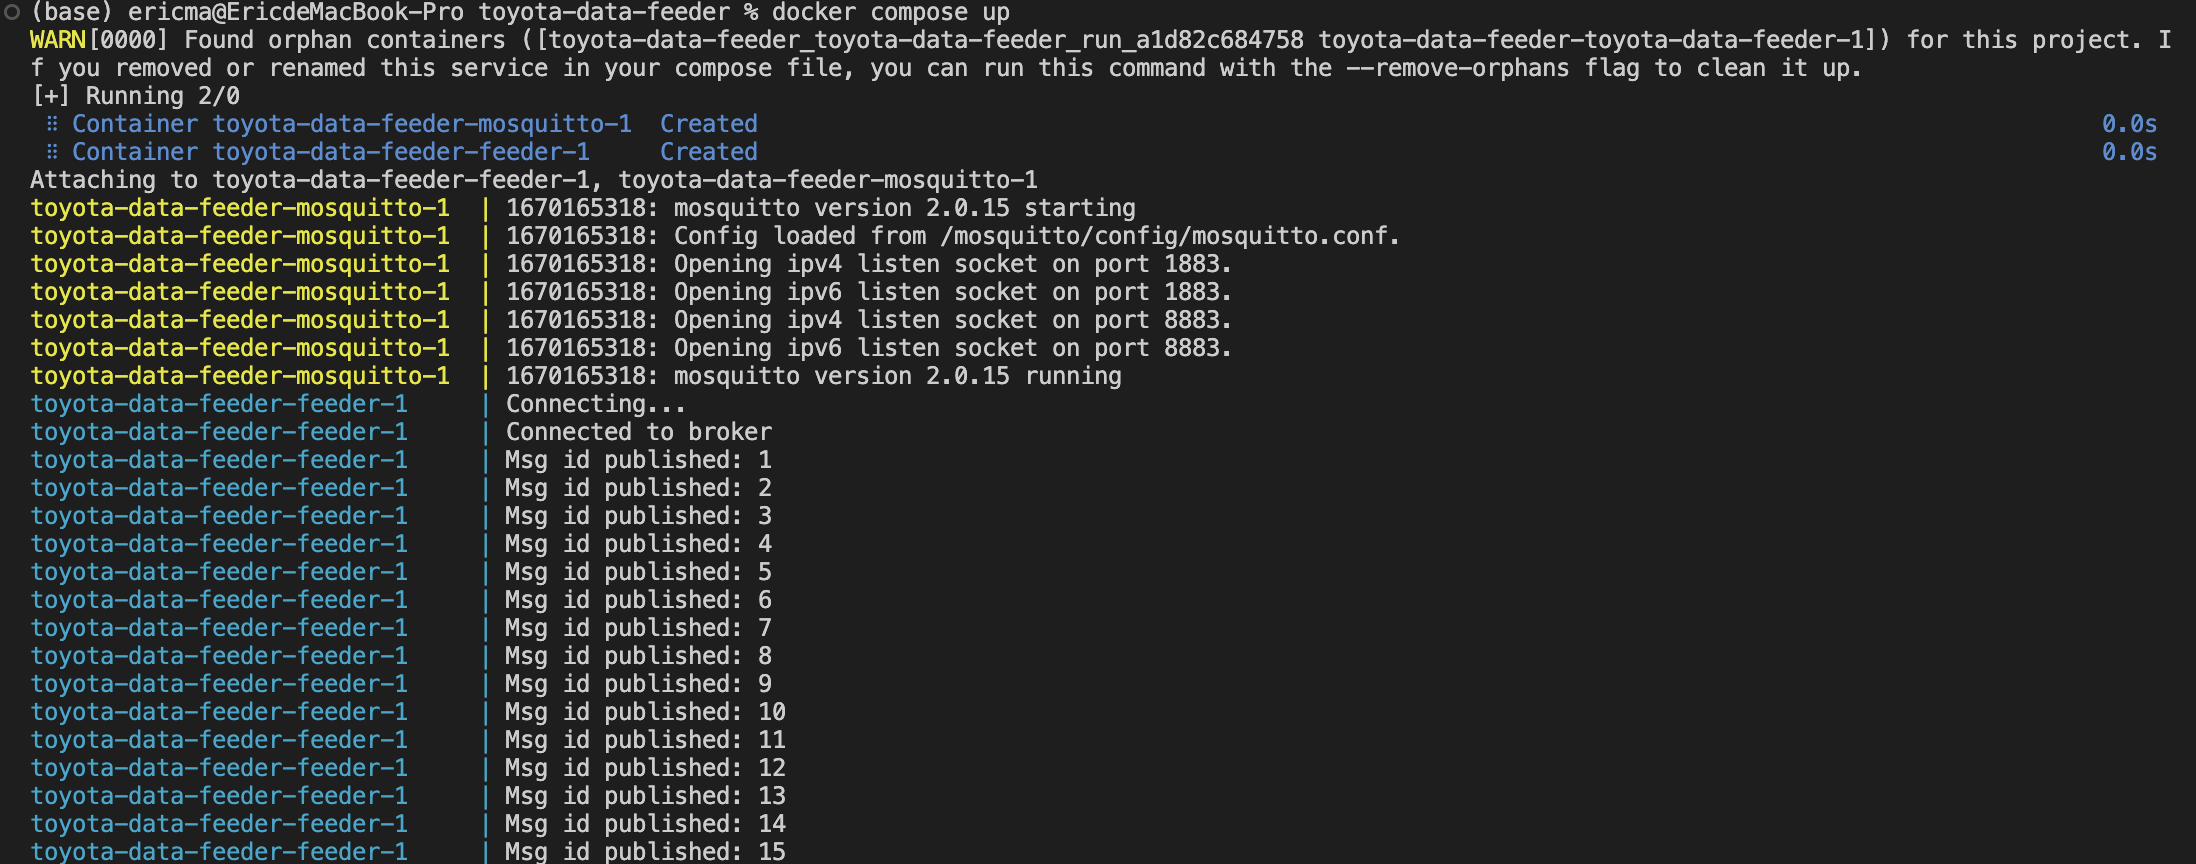 (base) ericma@EricdeMacBook-Pro toyota-data-feeder % docker compose up
WARN[0000] Found orphan containers ([toyota-data-feeder_toyota-data-feeder_run_a1d82c684758 toyota-data-feeder-toyota-data-feeder-1]) for this project. I
f you removed or renamed this service in your compose file, you can run this command with the --remove-orphans flag to clean it up.
[+] Running 2/0
⠿ Container toyota-data-feeder-mosquitto-1 Created 0.0s
⠿ Container toyota-data-feeder-feeder-1 Created 0.0s
Attaching to toyota-data-feeder-feeder-1, toyota-data-feeder-mosquitto-1
toyota-data-feeder-mosquitto-1 | 1670165318: mosquitto version 2.0.15 starting
toyota-data-feeder-mosquitto-1 | 1670165318: Config loaded from /mosquitto/config/mosquitto.conf.
toyota-data-feeder-mosquitto-1 | 1670165318: Opening ipv4 listen socket on port 1883.
toyota-data-feeder-mosquitto-1 | 1670165318: Opening ipv6 listen socket on port 1883.
toyota-data-feeder-mosquitto-1 | 1670165318: Opening ipv4 listen socket on port 8883.
toyota-data-feeder-mosquitto-1 | 1670165318: Opening ipv6 listen socket on port 8883.
toyota-data-feeder-mosquitto-1 | 1670165318: mosquitto version 2.0.15 running
toyota-data-feeder-feeder-1 | Connecting...
toyota-data-feeder-feeder-1 | Connected to broker
toyota-data-feeder-feeder-1 | Msg id published: 1
toyota-data-feeder-feeder-1 | Msg id published: 2
toyota-data-feeder-feeder-1 | Msg id published: 3
toyota-data-feeder-feeder-1 | Msg id published: 4
toyota-data-feeder-feeder-1 | Msg id published: 5
toyota-data-feeder-feeder-1 | Msg id published: 6
toyota-data-feeder-feeder-1 | Msg id published: 7
toyota-data-feeder-feeder-1 | Msg id published: 8
toyota-data-feeder-feeder-1 | Msg id published: 9
toyota-data-feeder-feeder-1 | Msg id published: 10
toyota-data-feeder-feeder-1 | Msg id published: 11
toyota-data-feeder-feeder-1 | Msg id published: 12
toyota-data-feeder-feeder-1 | Msg id published: 13
toyota-data-feeder-feeder-1 | Msg id published: 14
toyota-data-feeder-feeder-1 | Msg id published: 15